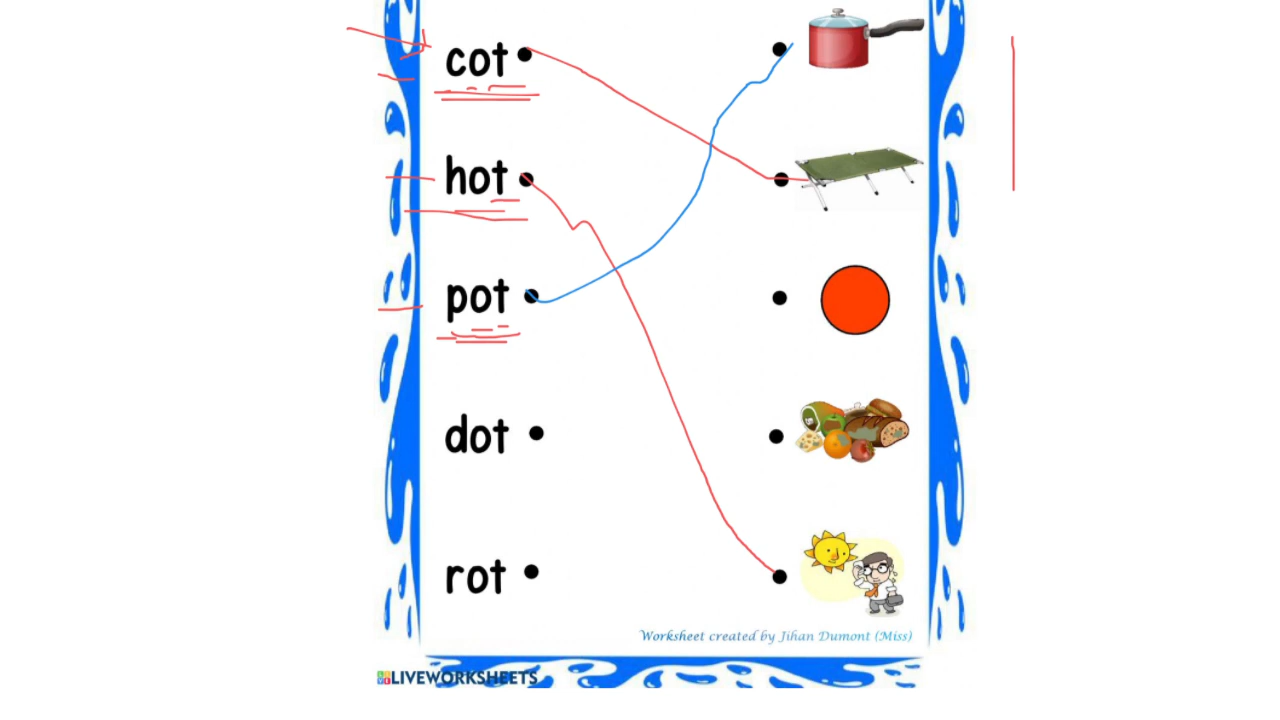 cot
hot
pot
dot
rot
Worksheet created by Jihan Dumont (Miss)
LIVEWORKSHEETS